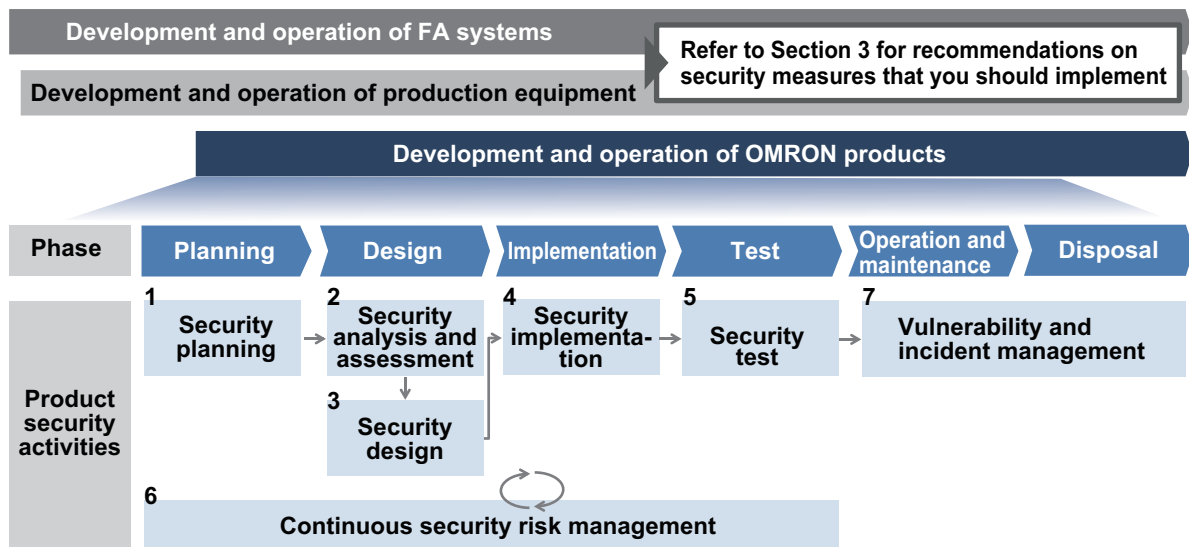 Development and operation of FA systems
Refer to Section 3 for recommendations on
security measures that you should implement
Development and operation of production equipment
Development and operation of OMRON products
Phase
Planning
Design
Implementation
Test
Operation and
maintenance
Disposal
Product
security
activities
1
Security
planning
2
Security
analysis and
assessment
3
Security
design
4
Security
implementa-
tion
5
Security
test
7
Vulnerability and
incident management
6
Continuous security risk management